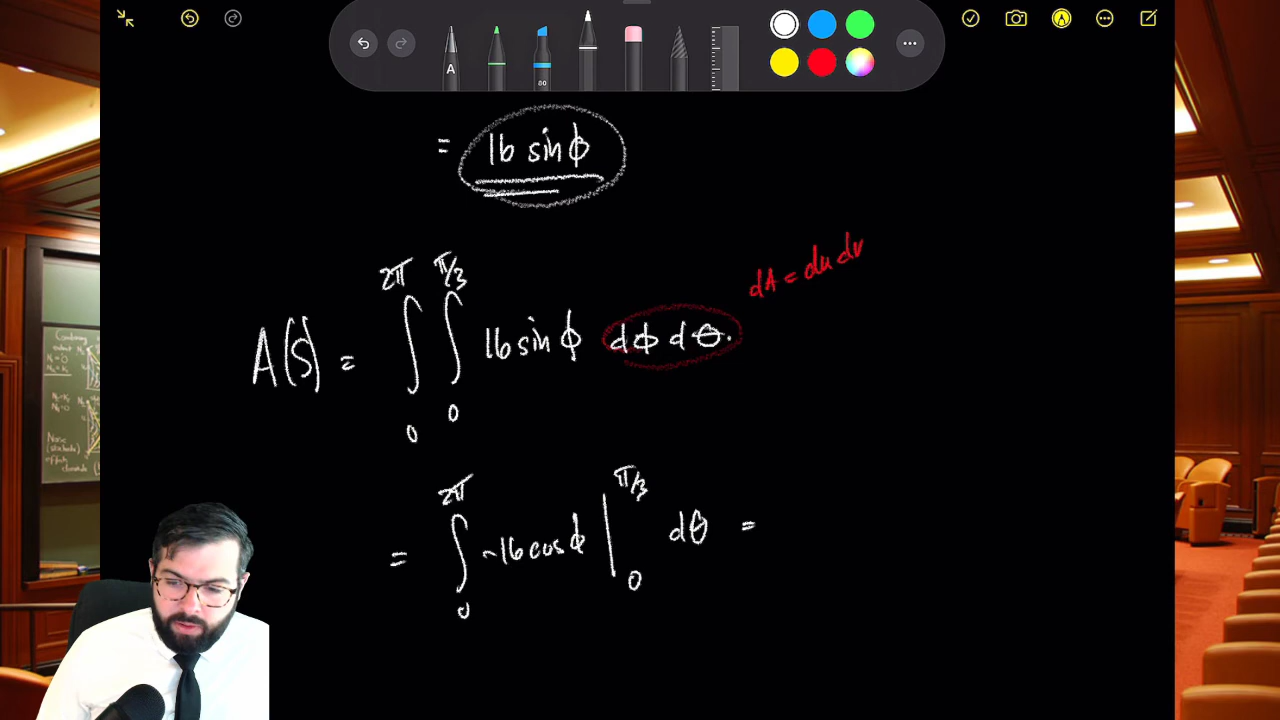 A
80
= 16 sin φ
dA = du dv
A(S) = ∫₀^{2π} ∫₀^{π/3} 16 sin φ dφ dθ.
= ∫₀^{2π} -16 cos φ |₀^{π/3} dθ =